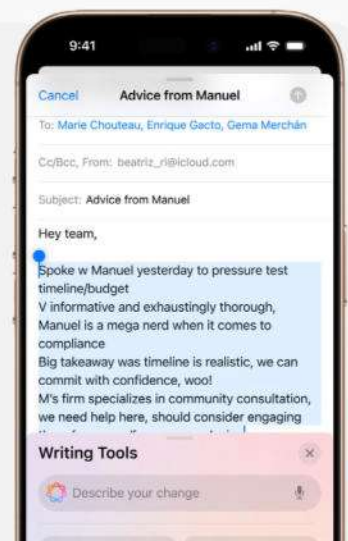 9:41
Cancel Advice from Manuel
To: Marie Chouteau, Enrique Gacto, Gema Merchán
Cc/Bcc, From: beatriz_ri@icloud.com
Subject: Advice from Manuel
Hey team,
Spoke w Manuel yesterday to pressure test
timeline/budget
V informative and exhaustingly thorough,
Manuel is a mega nerd when it comes to
compliance
Big takeaway was timeline is realistic, we can
commit with confidence, woo!
M's firm specializes in community consultation,
we need help here, should consider engaging
Writing Tools
Describe your change